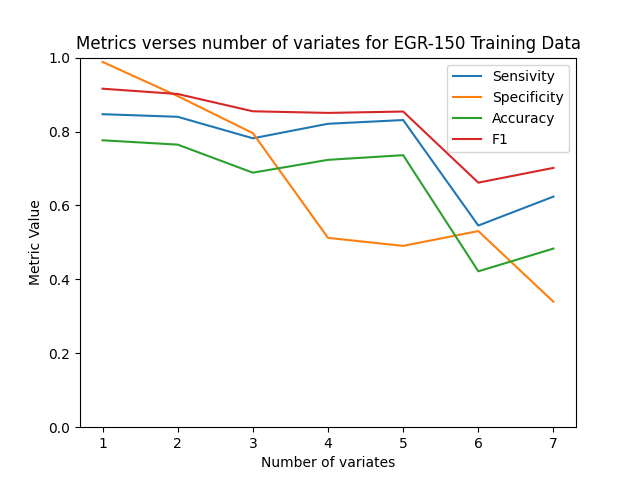 Metrics verses number of variates for EGR-150 Training Data
1.0
0.8
0.6
0.4
0.2
0.0
Metric Value
Sensivity
Specificity
Accuracy
F1
1 2 3 4 5 6 7
Number of variates